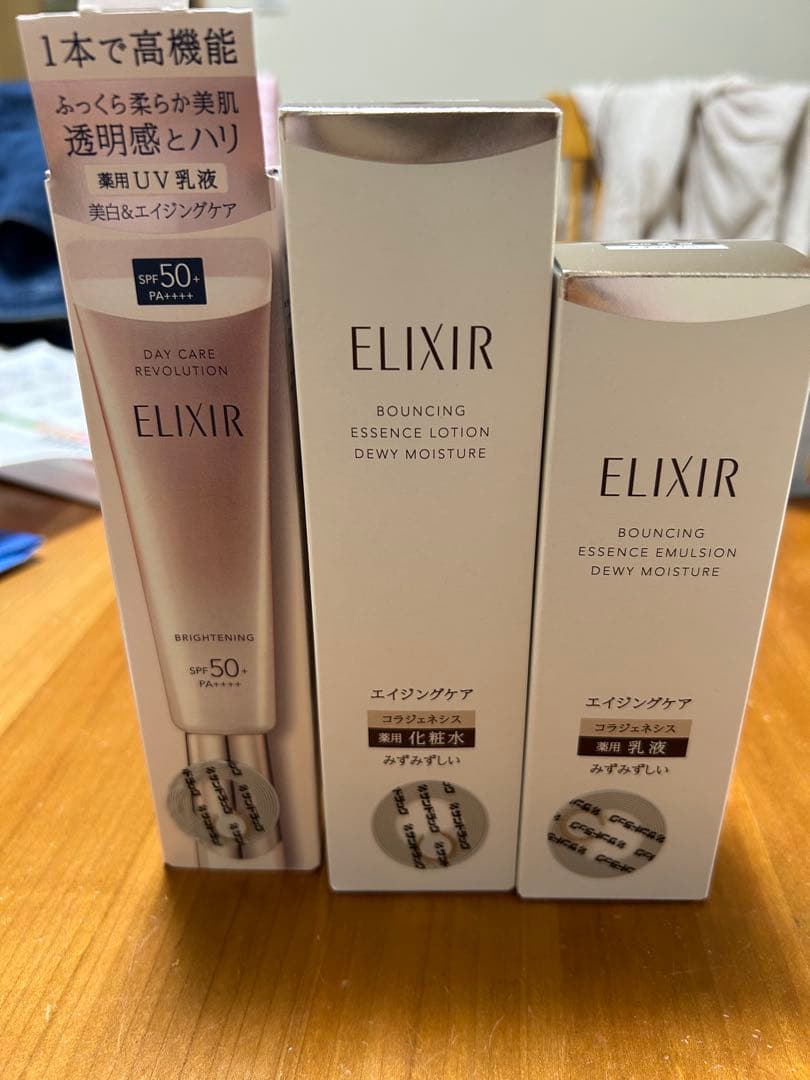 1本で高機能
ふっくら柔らか美肌
透明感とハリ
薬用UV乳液
美白&エイジングケア
SPF50+
PA++++
DAY CARE
REVOLUTION
ELIXIR
BRIGHTENING
SPF50+
PA++++
ELIXIR
BOUNCING
ESSENCE LOTION
DEWY MOISTURE
エイジングケア
コラジェネシス
薬用 化粧水
みずみずしい
ELIXIR
BOUNCING
ESSENCE EMULSION
DEWY MOISTURE
エイジングケア
コラジェネシス
薬用 乳液
みずみずしい